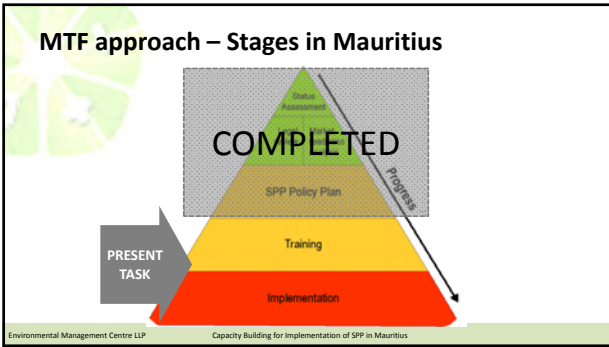 MTF approach – Stages in Mauritius
Status
Assessment
COMPLETED
SPP Policy Plan
Progress
PRESENT
TASK
Training
Implementation
Environmental Management Centre LLP
Capacity Building for Implementation of SPP in Mauritius